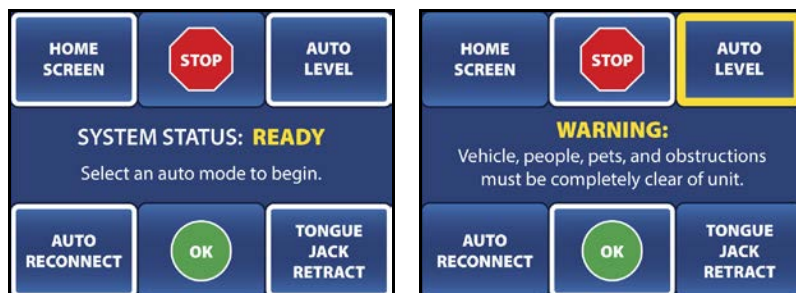 HOME
SCREEN
STOP
AUTO
LEVEL
SYSTEM STATUS: READY
Select an auto mode to begin.
AUTO
RECONNECT
OK
TONGUE
JACK
RETRACT
HOME
SCREEN
STOP
AUTO
LEVEL
WARNING:
Vehicle, people, pets, and obstructions
must be completely clear of unit.
AUTO
RECONNECT
OK
TONGUE
JACK
RETRACT